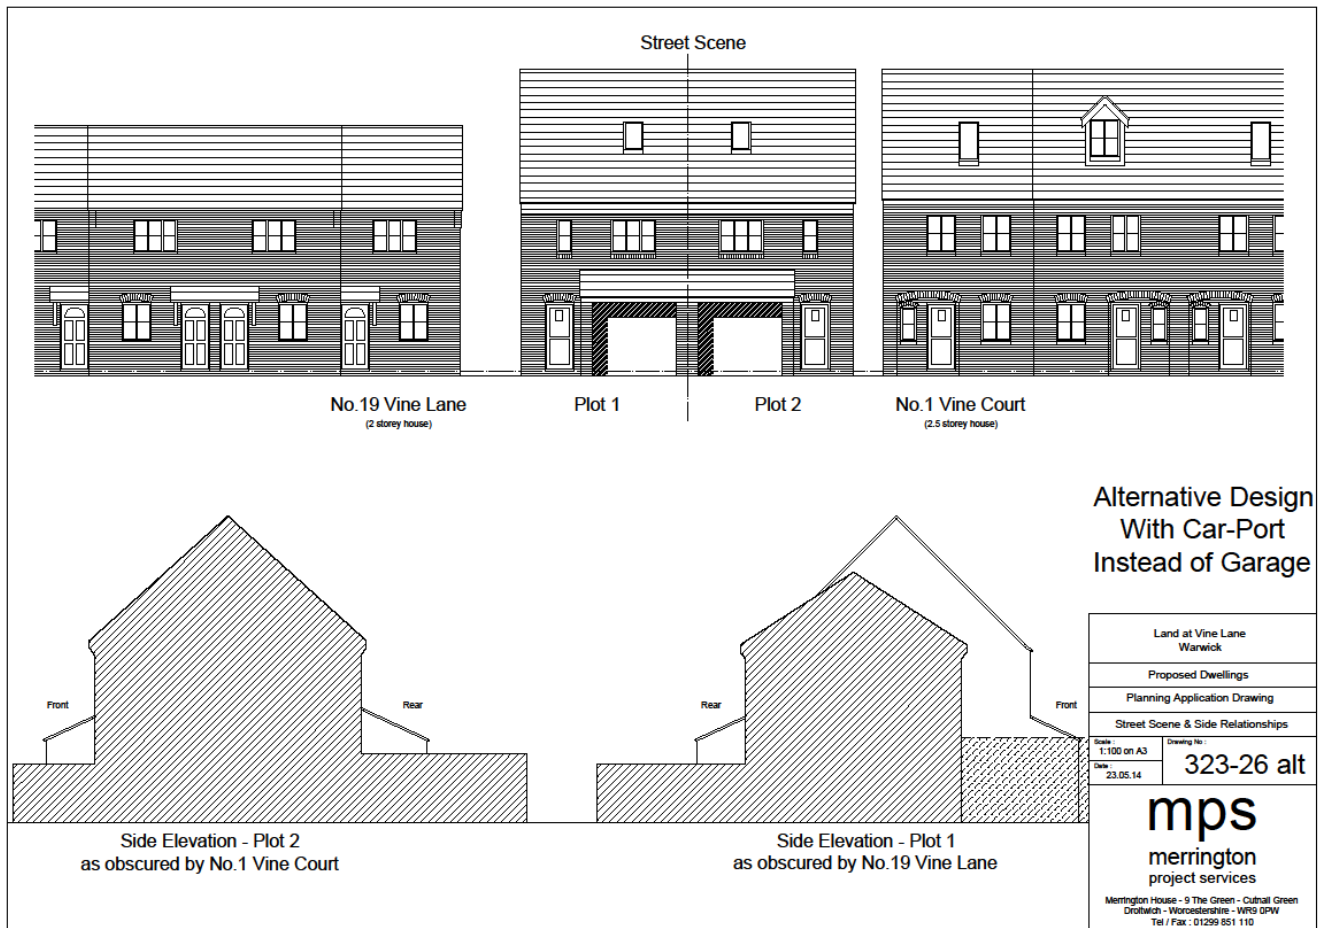 Street Scene
No.19 Vine Lane
(2 storey house)
Plot 1
Plot 2
No.1 Vine Court
(2.5 storey house)
Alternative Design
With Car-Port
Instead of Garage
Front
Rear
Side Elevation - Plot 2
as obscured by No.1 Vine Court
Rear
Front
Side Elevation - Plot 1
as obscured by No.19 Vine Lane
Land at Vine Lane
Warwick
Proposed Dwellings
Planning Application Drawing
Street Scene & Side Relationships
Scale :
1:100 on A3
Date :
23.05.14
Drawing No :
323-26 alt
mps
merrington
project services
Merrington House - 9 The Green - Cutnall Green
Droitwich - Worcestershire - WR9 0PW
Tel / Fax : 01299 851 110